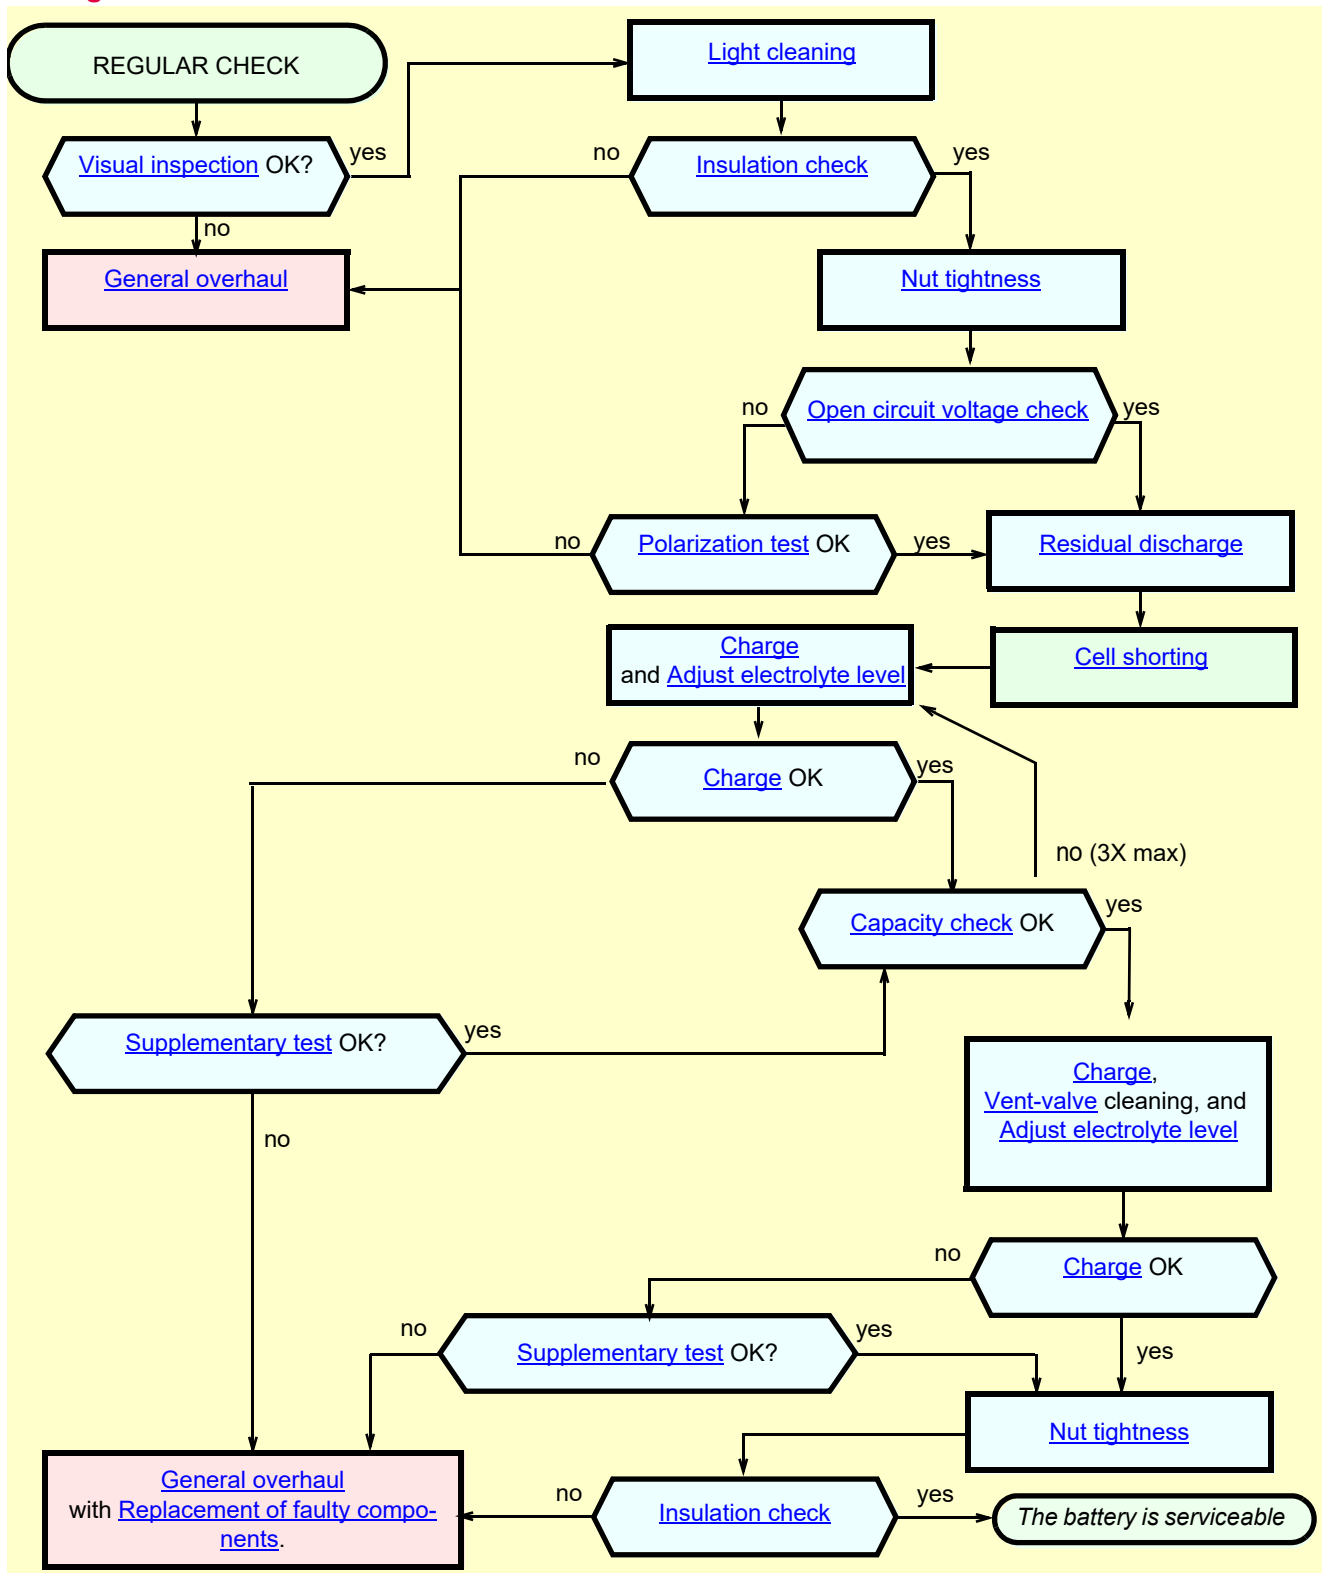 REGULAR CHECK
Light cleaning
Visual inspection OK?
yes
no
Insulation check
yes
no
General overhaul
Nut tightness
no
Open circuit voltage check
yes
no
Polarization test OK
yes
Residual discharge
Charge
and Adjust electrolyte level
Cell shorting
no
Charge OK
yes
no (3X max)
Capacity check OK
yes
Supplementary test OK?
yes
Charge,
Vent-valve cleaning, and
Adjust electrolyte level
no
no
Charge OK
yes
no
Supplementary test OK?
yes
Nut tightness
General overhaul
with Replacement of faulty compo-
nents.
no
Insulation check
yes
The battery is serviceable